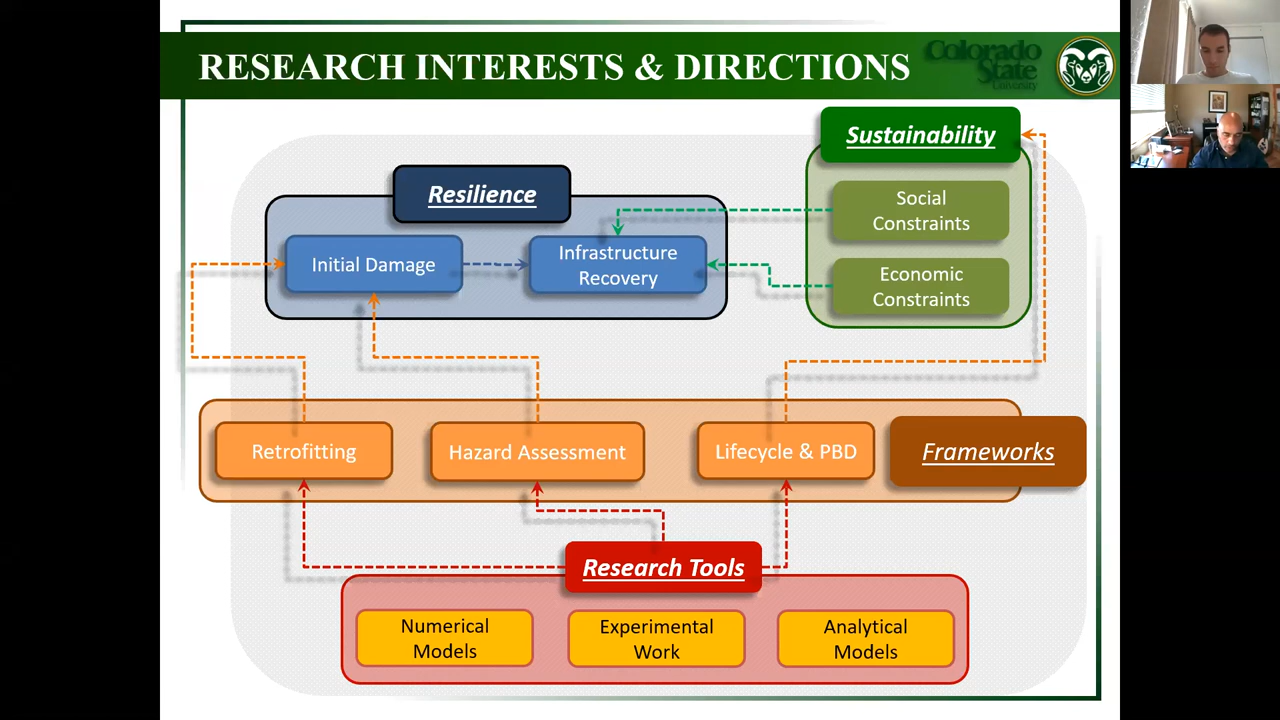 RESEARCH INTERESTS & DIRECTIONS
Colorado
State
University
Sustainability
Resilience
Social
Constraints
Initial Damage
Infrastructure
Recovery
Economic
Constraints
Retrofitting
Hazard Assessment
Lifecycle & PBD
Frameworks
Research Tools
Numerical
Models
Experimental
Work
Analytical
Models